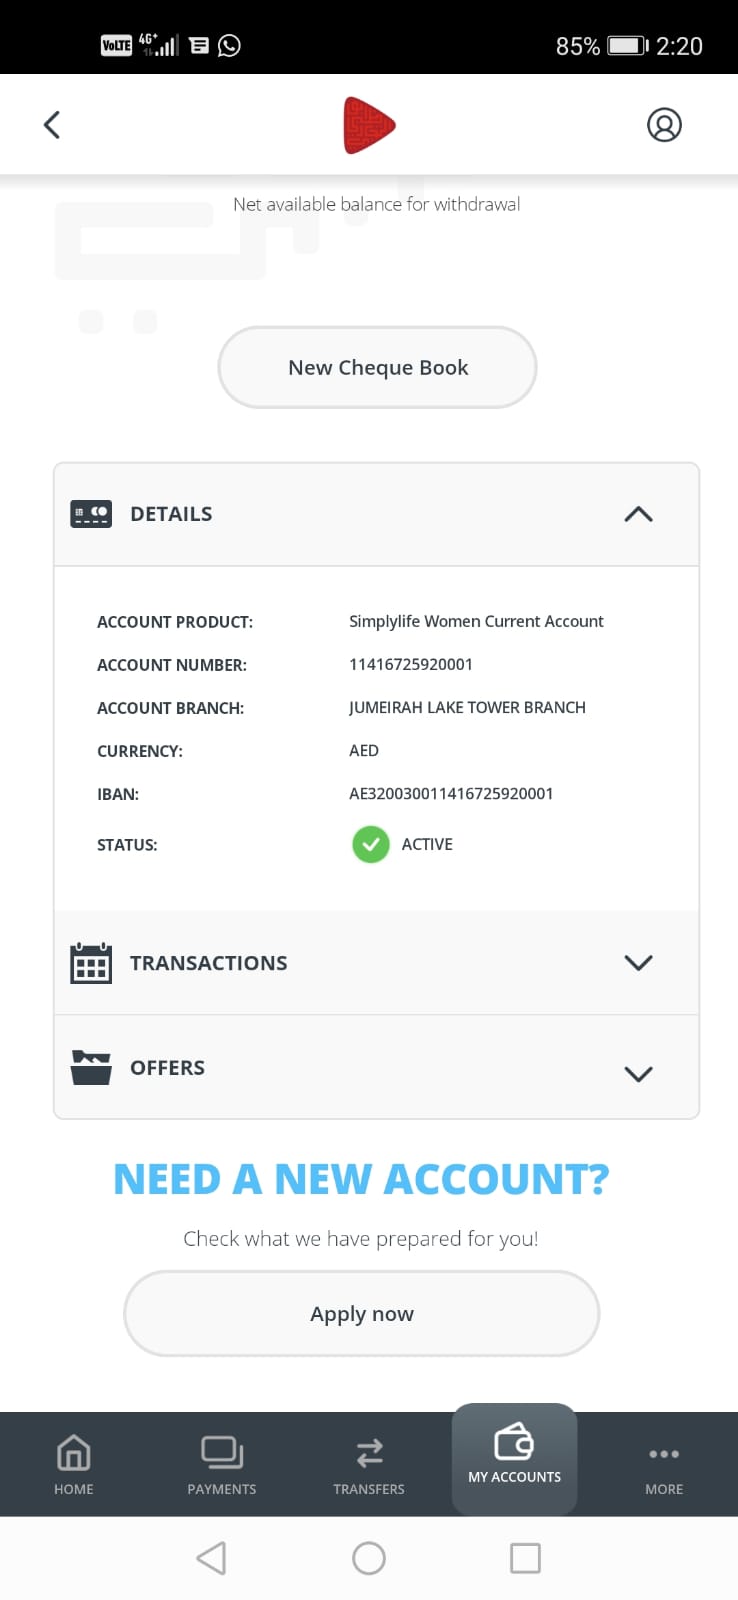 VoLTE 4G+ 85% 2:20
Net available balance for withdrawal
New Cheque Book
DETAILS
ACCOUNT PRODUCT: Simplylife Women Current Account
ACCOUNT NUMBER: 11416725920001
ACCOUNT BRANCH: JUMEIRAH LAKE TOWER BRANCH
CURRENCY: AED
IBAN: AE320030011416725920001
STATUS: ACTIVE
TRANSACTIONS
OFFERS
NEED A NEW ACCOUNT?
Check what we have prepared for you!
Apply now
HOME PAYMENTS TRANSFERS MY ACCOUNTS MORE